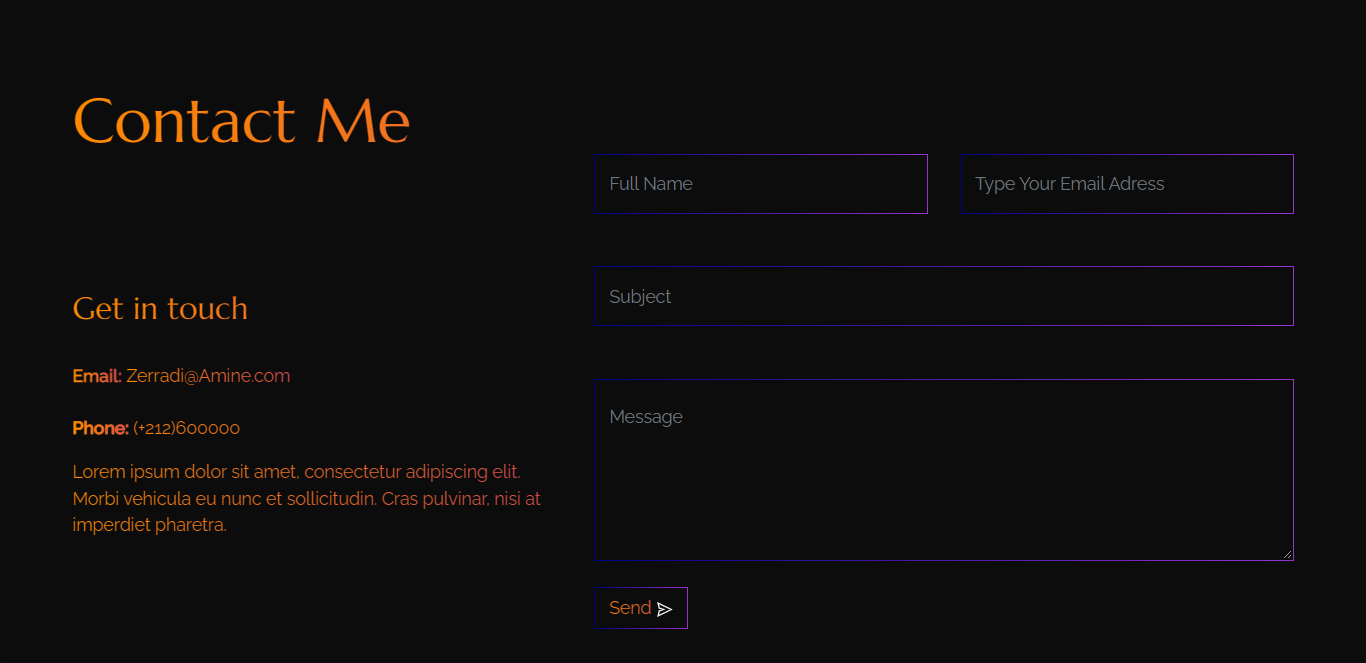 Contact Me
Get in touch
Email: Zerradi@Amine.com
Phone: (+212)600000
Lorem ipsum dolor sit amet, consectetur adipiscing elit.
Morbi vehicula eu nunc et sollicitudin. Cras pulvinar, nisi at
imperdiet pharetra.
Full Name
Type Your Email Adress
Subject
Message
Send